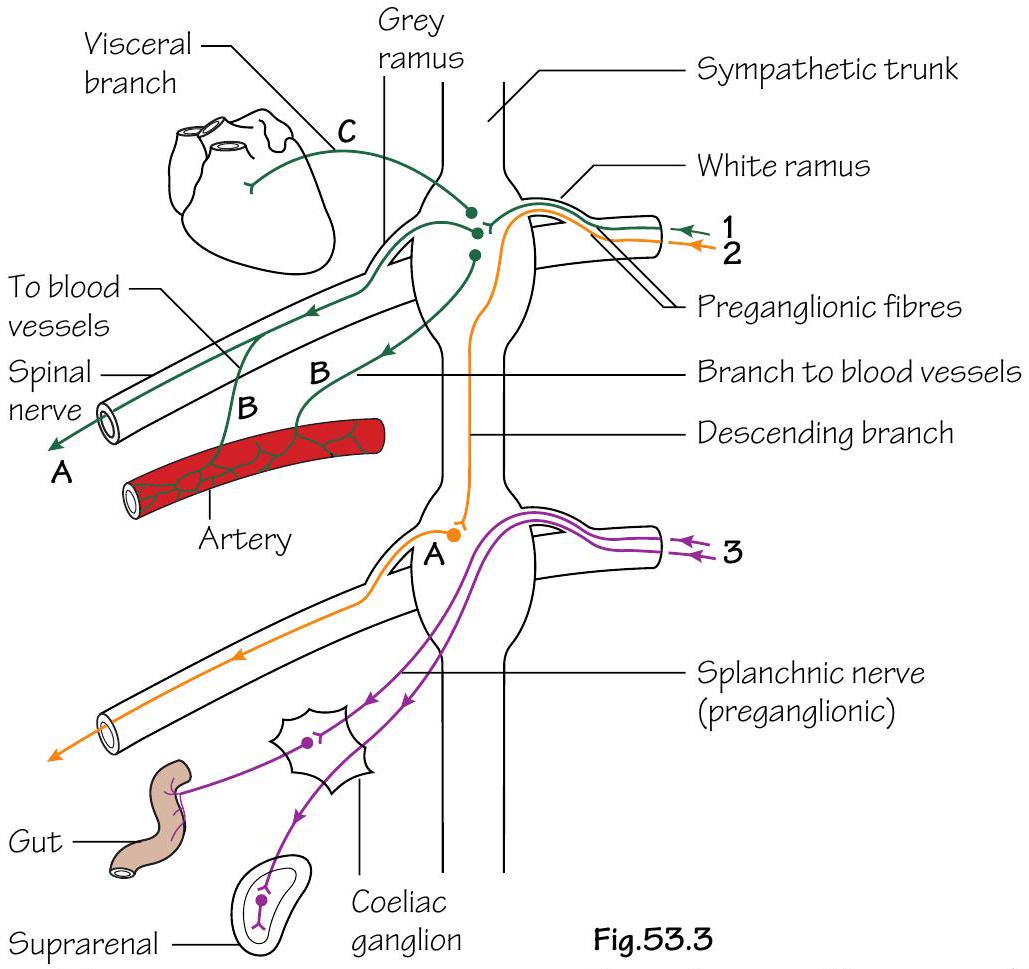 Visceral
branch
Grey
ramus
Sympathetic trunk
C
White ramus
1
2
To blood
vessels
Preganglionic fibres
Spinal
nerve
B
Branch to blood vessels
B
Descending branch
A
Artery
A
3
Splanchnic nerve
(preganglionic)
Gut
Coeliac
ganglion
Suprarenal
Fig.53.3